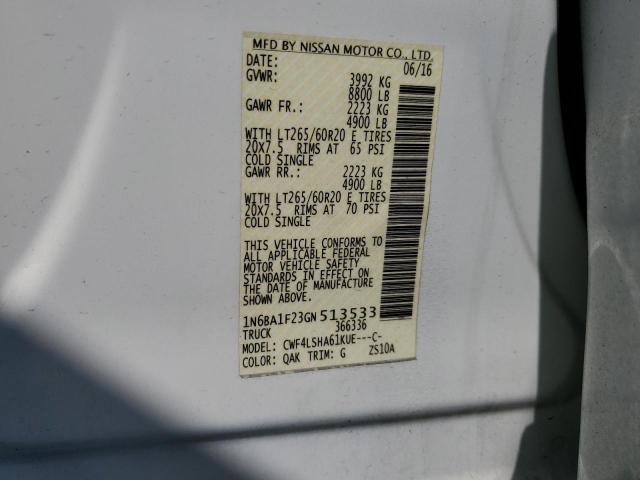 MFD BY NISSAN MOTOR CO., LTD.
DATE: 06/16
GVWR: 3992 KG
8800 LB
GAWR FR.: 2223 KG
4900 LB
WITH LT265/60R20 E TIRES
20X7.5 RIMS AT 65 PSI
COLD SINGLE
GAWR RR.: 2223 KG
4900 LB
WITH LT265/60R20 E TIRES
20X7.5 RIMS AT 70 PSI
COLD SINGLE
THIS VEHICLE CONFORMS TO
ALL APPLICABLE FEDERAL
MOTOR VEHICLE SAFETY
STANDARDS IN EFFECT ON
THE DATE OF MANUFACTURE
SHOWN ABOVE.
1N6BA1F23GN 513533
TRUCK 366336
MODEL: CWF4LSHA61KUE---C-
COLOR: QAK TRIM: G ZS10A